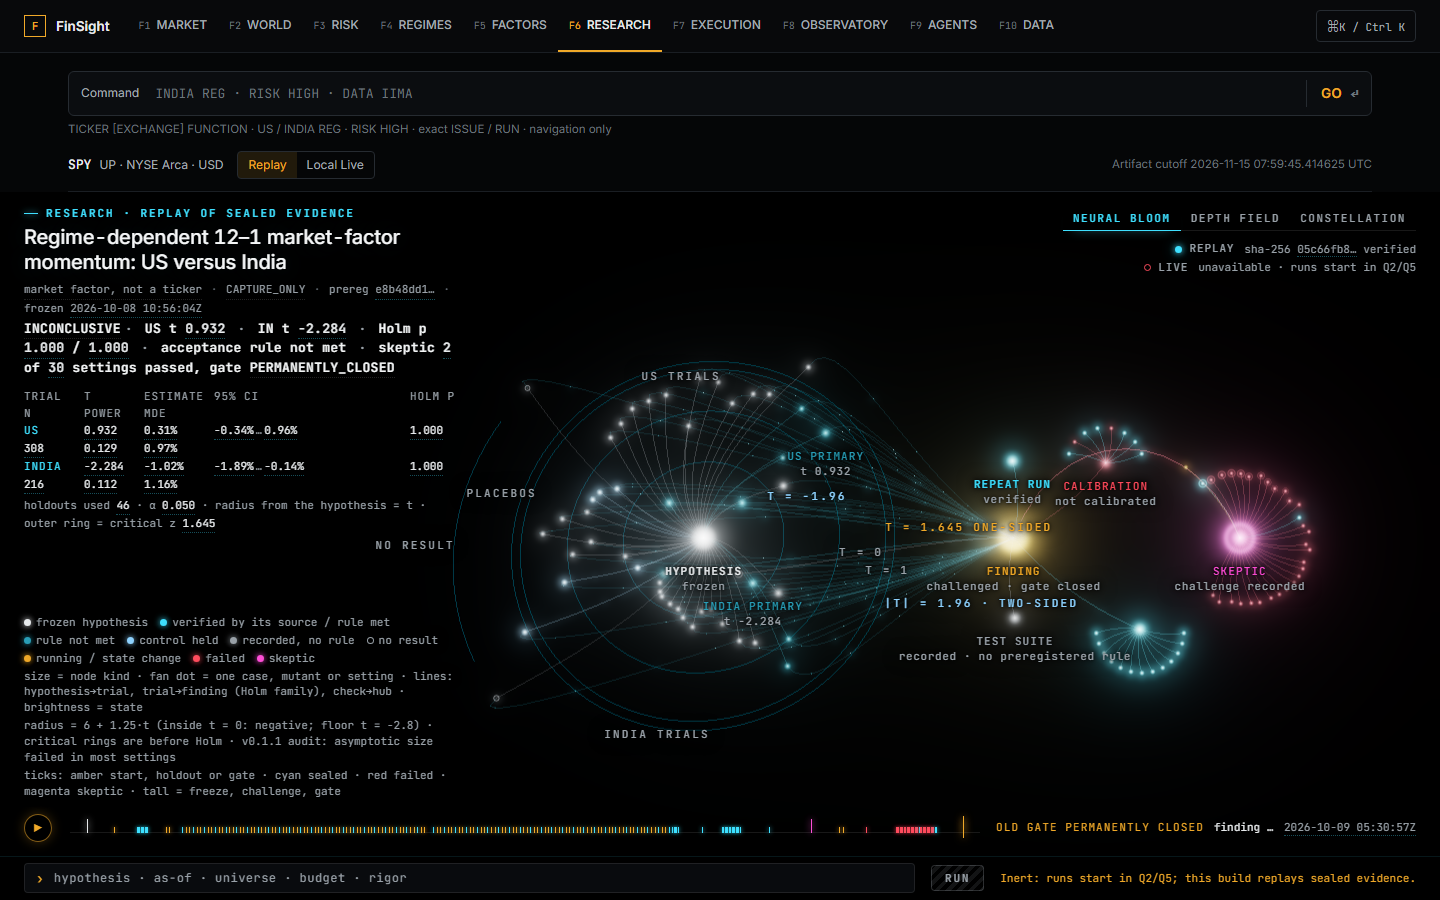 F FinSight F1 MARKET F2 WORLD F3 RISK F4 REGIMES F5 FACTORS F6 RESEARCH F7 EXECUTION F8 OBSERVATORY F9 AGENTS F10 DATA ⌘K / Ctrl K
Command INDIA REG · RISK HIGH · DATA IIMA GO ↵
TICKER [EXCHANGE] FUNCTION · US / INDIA REG · RISK HIGH · exact ISSUE / RUN · navigation only
SPY UP · NYSE Arca · USD Replay Local Live Artifact cutoff 2026-11-15 07:59:45.414625 UTC
RESEARCH · REPLAY OF SEALED EVIDENCE
Regime-dependent 12–1 market-factor
momentum: US versus India
market factor, not a ticker · CAPTURE_ONLY · prereg e8b48dd1… ·
frozen 2026-10-08 10:56:04Z
INCONCLUSIVE · US t 0.932 · IN t -2.284 · Holm p
1.000 / 1.000 · acceptance rule not met · skeptic 2
of 30 settings passed, gate PERMANENTLY_CLOSED
TRIAL T ESTIMATE 95% CI HOLM P
N POWER MDE
US 0.932 0.31% -0.34%…0.96% 1.000
308 0.129 0.97%
INDIA -2.284 -1.02% -1.89%…-0.14% 1.000
216 0.112 1.16%
holdouts used 46 · α 0.050 · radius from the hypothesis = t ·
outer ring = critical z 1.645
NEURAL BLOOM DEPTH FIELD CONSTELLATION
REPLAY sha-256 05c66fb8… verified
LIVE unavailable · runs start in Q2/Q5
US TRIALS
US PRIMARY
t 0.932
T = -1.96
PLACEBOS
REPEAT RUN
verified
CALIBRATION
not calibrated
T = 1.645 ONE-SIDED
NO RESULT
T = 0
T = 1
HYPOTHESIS
frozen
FINDING
challenged · gate closed
SKEPTIC
challenge recorded
INDIA PRIMARY
t -2.284
|T| = 1.96 · TWO-SIDED
TEST SUITE
recorded · no preregistered rule
INDIA TRIALS
frozen hypothesis verified by its source / rule met
rule not met control held recorded, no rule no result
running / state change failed skeptic
size = node kind · fan dot = one case, mutant or setting · lines:
hypothesis→trial, trial→finding (Holm family), check→hub ·
brightness = state
radius = 6 + 1.25·t (inside t = 0: negative; floor t = -2.8) ·
critical rings are before Holm · v0.1.1 audit: asymptotic size
failed in most settings
ticks: amber start, holdout or gate · cyan sealed · red failed ·
magenta skeptic · tall = freeze, challenge, gate
OLD GATE PERMANENTLY CLOSED finding … 2026-10-09 05:30:57Z
› hypothesis · as-of · universe · budget · rigor RUN Inert: runs start in Q2/Q5; this build replays sealed evidence.